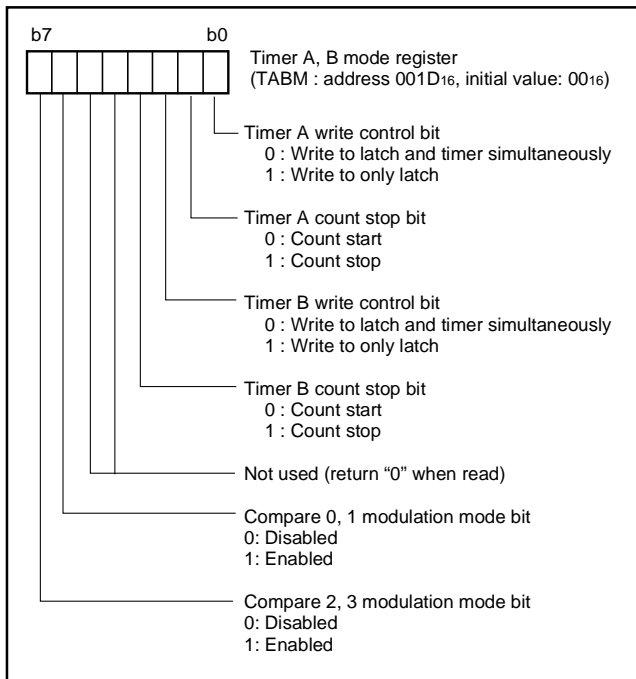 b7 b0
Timer A, B mode register
(TABM : address 001D16, initial value: 0016)
Timer A write control bit
0 : Write to latch and timer simultaneously
1 : Write to only latch
Timer A count stop bit
0 : Count start
1 : Count stop
Timer B write control bit
0 : Write to latch and timer simultaneously
1 : Write to only latch
Timer B count stop bit
0 : Count start
1 : Count stop
Not used (return “0” when read)
Compare 0, 1 modulation mode bit
0: Disabled
1: Enabled
Compare 2, 3 modulation mode bit
0: Disabled
1: Enabled